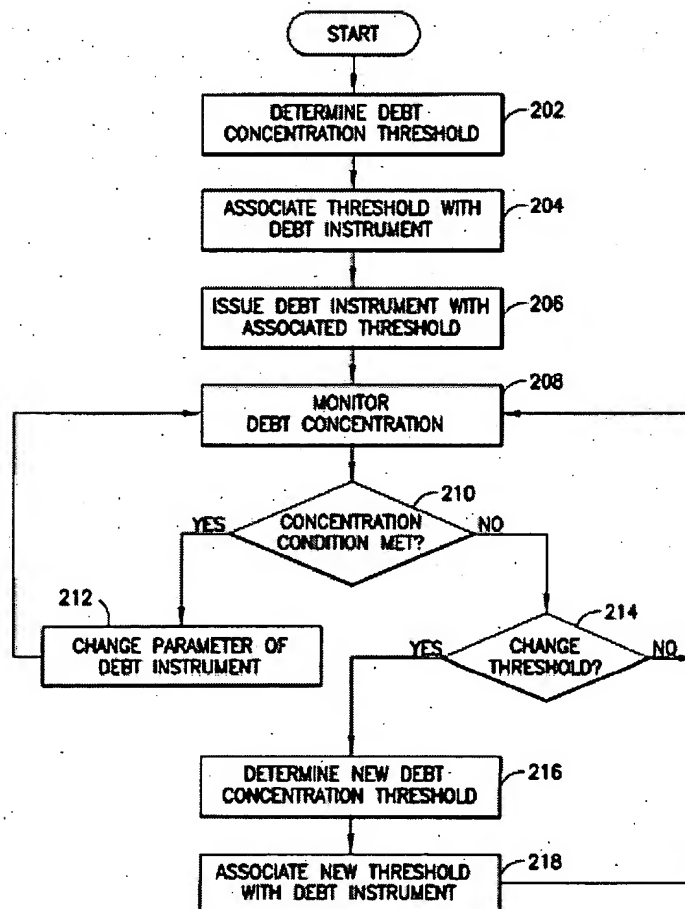 START
DETERMINE DEBT
CONCENTRATION THRESHOLD
202
ASSOCIATE THRESHOLD WITH
DEBT INSTRUMENT
204
ISSUE DEBT INSTRUMENT WITH
ASSOCIATED THRESHOLD
206
MONITOR
DEBT CONCENTRATION
208
210
YES
CONCENTRATION
CONDITION MET?
NO
212
CHANGE PARAMETER OF
DEBT INSTRUMENT
214
YES
CHANGE
THRESHOLD?
NO
DETERMINE NEW DEBT
CONCENTRATION THRESHOLD
216
ASSOCIATE NEW THRESHOLD
WITH DEBT INSTRUMENT
218